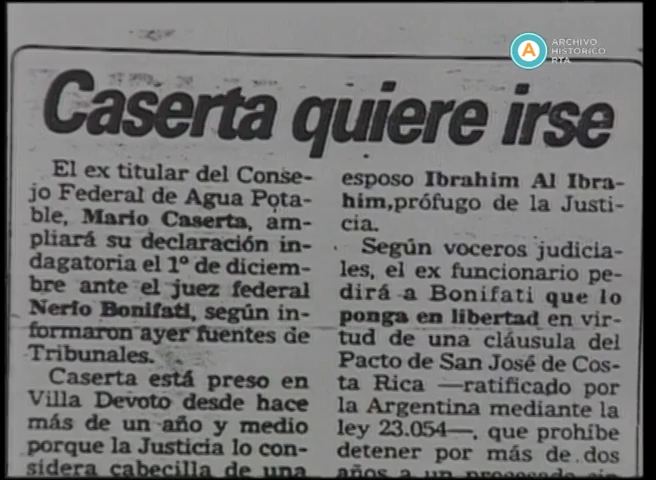 ARCHIVO
HISTÓRICO
RTA
Caserta quiere irse
El ex titular del Conse-
jo Federal de Agua Pota-
ble, Mario Caserta, am-
pliará su declaración in-
dagatoria el 1º de diciem-
bre ante el juez federal
Nerio Bonifati, según in-
formaron ayer fuentes de
Tribunales.
Caserta está preso en
Villa Devoto desde hace
más de un año y medio
porque la Justicia lo con-
sidera cabecilla de una
esposo Ibrahim Al Ibra-
him,prófugo de la Justi-
cia.
Según voceros judicia-
les, el ex funcionario pe-
dirá a Bonifati que lo
ponga en libertad en vir-
tud de una cláusula del
Pacto de San José de Cos-
ta Rica —ratificado por
la Argentina mediante la
ley 23.054—, que prohíbe
detener por más de dos
años a un procesado sin